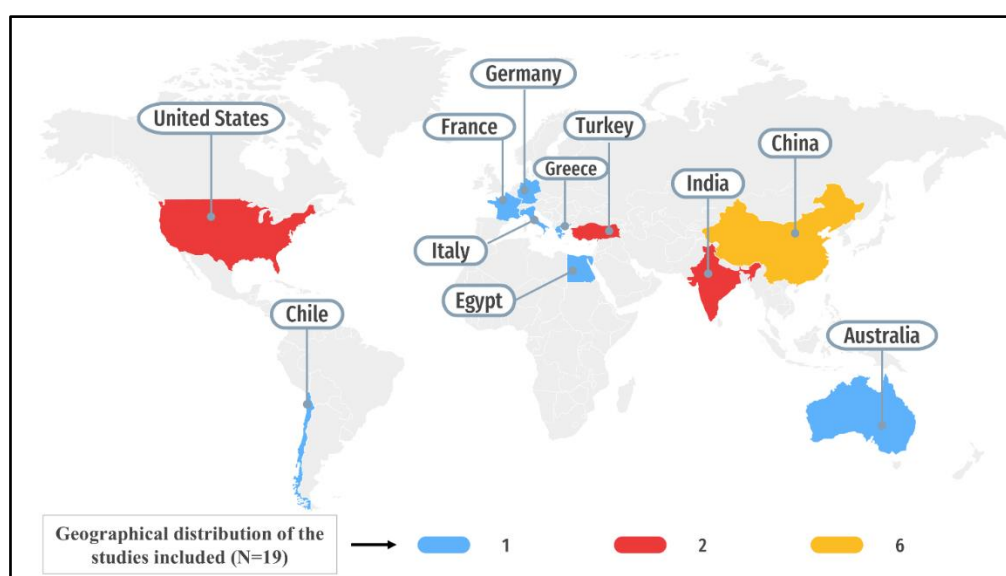 Germany
United States
France
Turkey
China
Greece
India
Italy
Egypt
Chile
Australia
Geographical distribution of the
studies included (N=19)
1
2
6